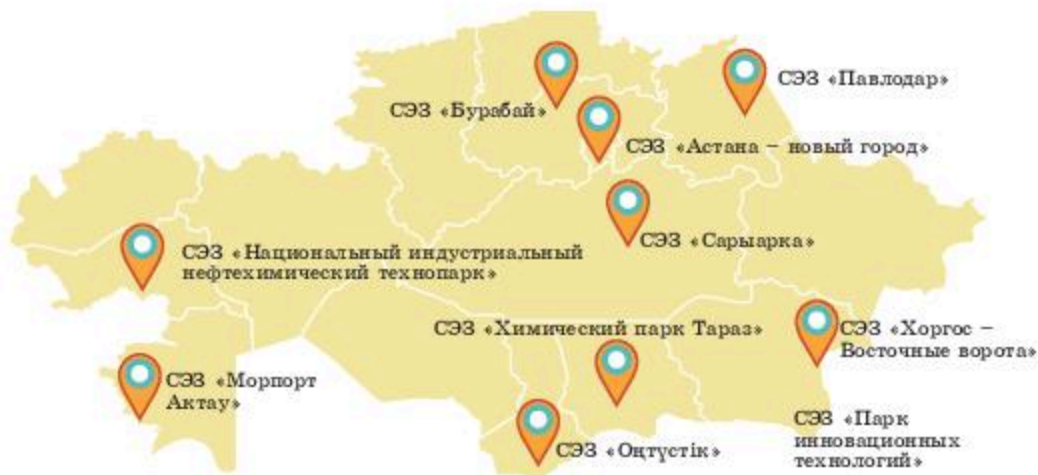 СЭЗ «Павлодар»
СЭЗ «Бурабай»
СЭЗ «Астана – новый город»
СЭЗ «Сарыарка»
СЭЗ «Национальный индустриальный
нефтехимический технопарк»
СЭЗ «Химический парк Тараз»
СЭЗ «Хоргос –
Восточные ворота»
СЭЗ «Морпорт
Актау»
СЭЗ «Парк
инновационных
технологий»
СЭЗ «Оңтүстік»